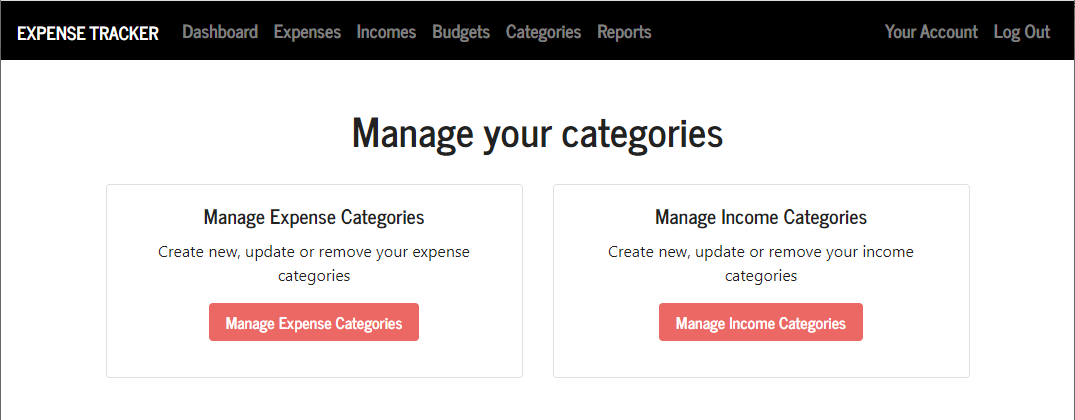 EXPENSE TRACKER Dashboard Expenses Incomes Budgets Categories Reports Your Account Log Out
Manage your categories
Manage Expense Categories
Create new, update or remove your expense
categories
Manage Expense Categories
Manage Income Categories
Create new, update or remove your income
categories
Manage Income Categories